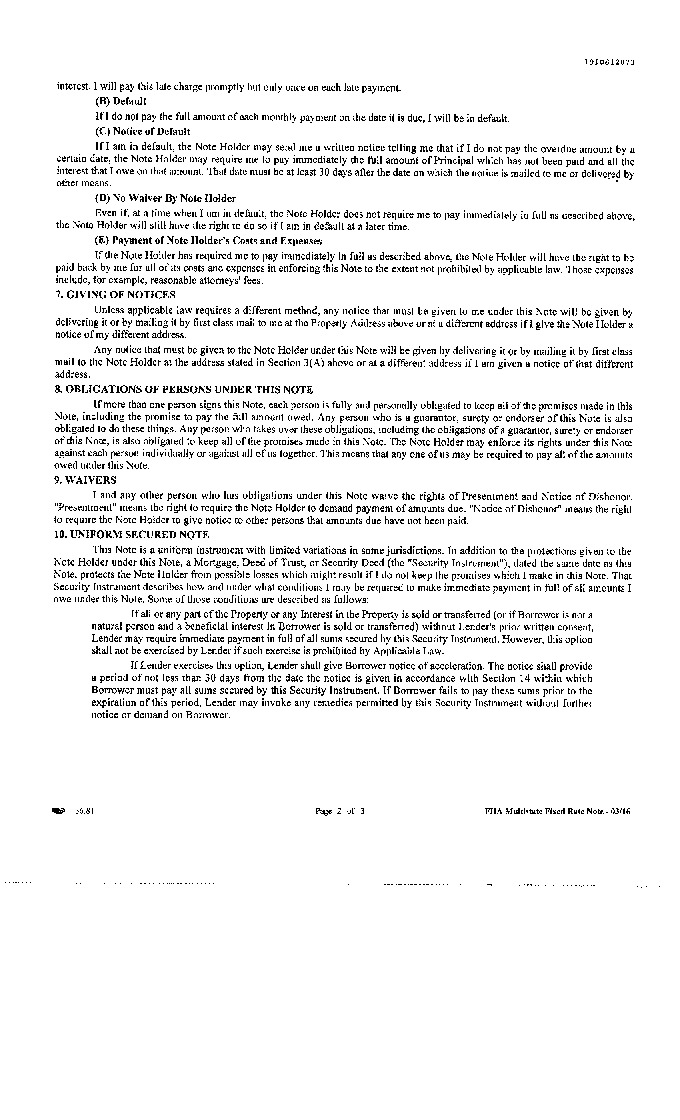 1910612073
interest. I will pay this late charge promptly but only once on each late payment.
(B) Default
If I do not pay the full amount of each monthly payment on the date it is due, I will be in default.
(C) Notice of Default
If I am in default, the Note Holder may send me a written notice telling me that if I do not pay the overdue amount by a
certain date, the Note Holder may require me to pay immediately the full amount of Principal which has not been paid and all the
interest that I owe on that amount. That date must be at least 30 days after the date on which the notice is mailed to me or delivered by
other means.
(D) No Waiver By Note Holder
Even if, at a time when I am in default, the Note Holder does not require me to pay immediately in full as described above,
the Note Holder will still have the right to do so if I am in default at a later time.
(E) Payment of Note Holder's Costs and Expenses
If the Note Holder has required me to pay immediately in full as described above, the Note Holder will have the right to be
paid back by me for all of its costs and expenses in enforcing this Note to the extent not prohibited by applicable law. Those expenses
include, for example, reasonable attorneys' fees.
7. GIVING OF NOTICES
Unless applicable law requires a different method, any notice that must be given to me under this Note will be given by
delivering it or by mailing it by first class mail to me at the Property Address above or at a different address if I give the Note Holder a
notice of my different address.
Any notice that must be given to the Note Holder under this Note will be given by delivering it or by mailing it by first class
mail to the Note Holder at the address stated in Section 3(A) above or at a different address if I am given a notice of that different
address.
8. OBLIGATIONS OF PERSONS UNDER THIS NOTE
If more than one person signs this Note, each person is fully and personally obligated to keep all of the promises made in this
Note, including the promise to pay the full amount owed. Any person who is a guarantor, surety or endorser of this Note is also
obligated to do these things. Any person who takes over these obligations, including the obligations of a guarantor, surety or endorser
of this Note, is also obligated to keep all of the promises made in this Note. The Note Holder may enforce its rights under this Note
against each person individually or against all of us together. This means that any one of us may be required to pay all of the amounts
owed under this Note.
9. WAIVERS
I and any other person who has obligations under this Note waive the rights of Presentment and Notice of Dishonor.
"Presentment" means the right to require the Note Holder to demand payment of amounts due. "Notice of Dishonor" means the right
to require the Note Holder to give notice to other persons that amounts due have not been paid.
10. UNIFORM SECURED NOTE
This Note is a uniform instrument with limited variations in some jurisdictions. In addition to the protections given to the
Note Holder under this Note, a Mortgage, Deed of Trust, or Security Deed (the "Security Instrument"), dated the same date as this
Note, protects the Note Holder from possible losses which might result if I do not keep the promises which I make in this Note. That
Security Instrument describes how and under what conditions I may be required to make immediate payment in full of all amounts I
owe under this Note. Some of those conditions are described as follows:
If all or any part of the Property or any Interest in the Property is sold or transferred (or if Borrower is not a
natural person and a beneficial interest in Borrower is sold or transferred) without Lender's prior written consent,
Lender may require immediate payment in full of all sums secured by this Security Instrument. However, this option
shall not be exercised by Lender if such exercise is prohibited by Applicable Law.
If Lender exercises this option, Lender shall give Borrower notice of acceleration. The notice shall provide
a period of not less than 30 days from the date the notice is given in accordance with Section 14 within which
Borrower must pay all sums secured by this Security Instrument. If Borrower fails to pay these sums prior to the
expiration of this period, Lender may invoke any remedies permitted by this Security Instrument without further
notice or demand on Borrower.
56.81 Page 2 of 3 FHA Multistate Fixed Rate Note - 03/16